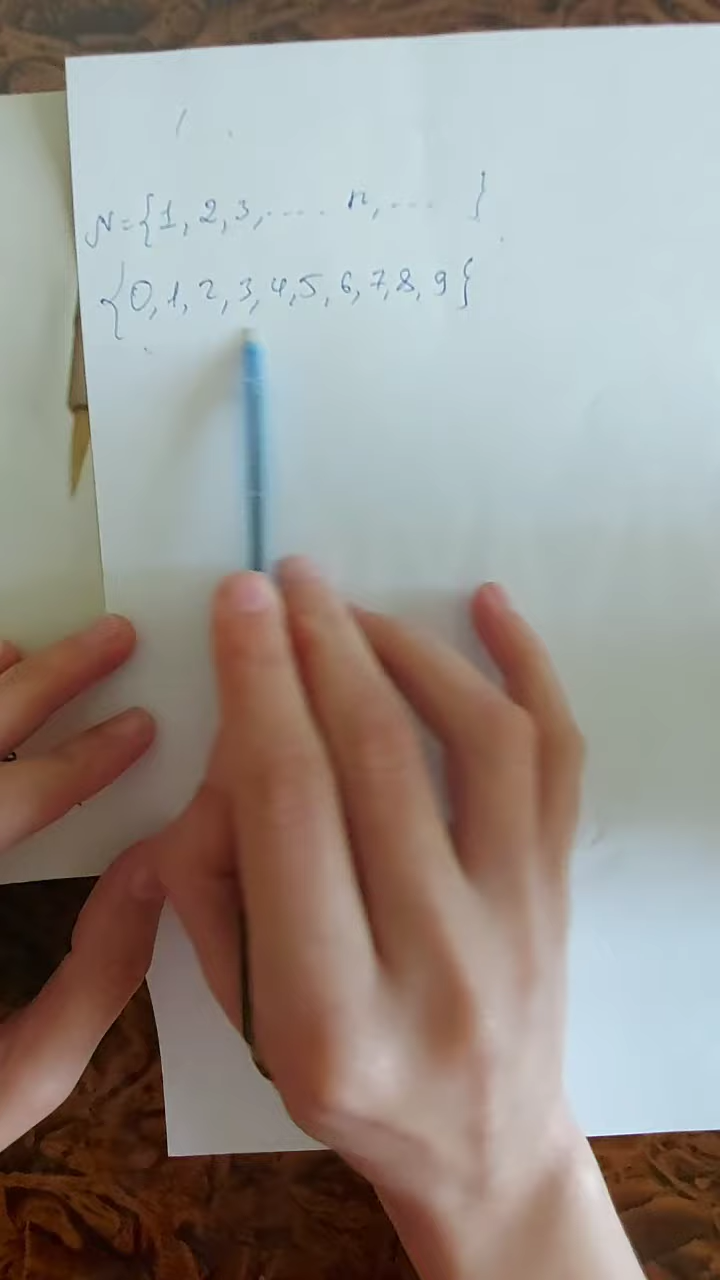 N={1, 2, 3, .... n, ... }
{0, 1, 2, 3, 4, 5, 6, 7, 8, 9}